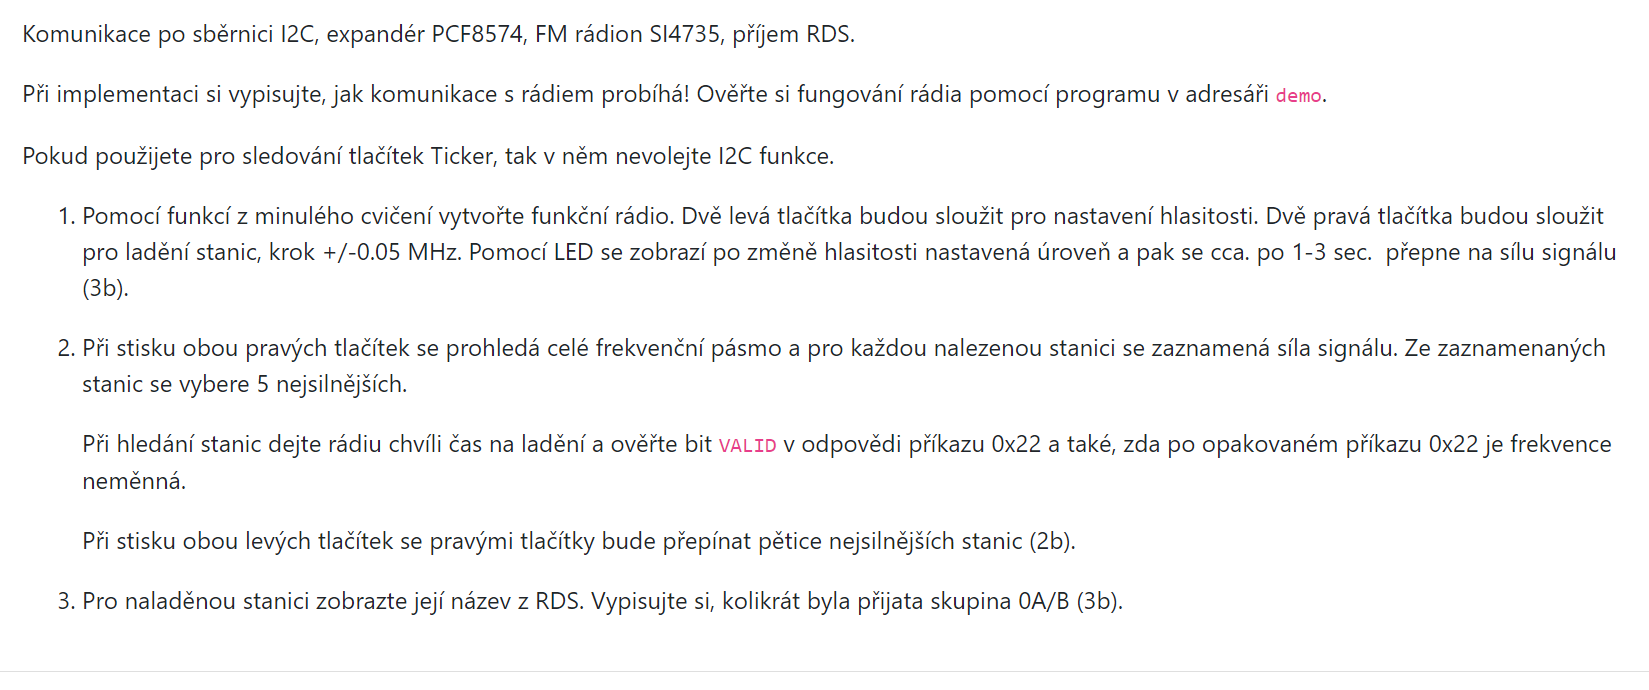 Komunikace po sběrnici I2C, expandér PCF8574, FM rádion SI4735, příjem RDS.
Při implementaci si vypisujte, jak komunikace s rádiem probíhá! Ověřte si fungování rádia pomocí programu v adresáři demo.
Pokud použijete pro sledování tlačítek Ticker, tak v něm nevolejte I2C funkce.
1. Pomocí funkcí z minulého cvičení vytvořte funkční rádio. Dvě levá tlačítka budou sloužit pro nastavení hlasitosti. Dvě pravá tlačítka budou sloužit
pro ladění stanic, krok +/-0.05 MHz. Pomocí LED se zobrazí po změně hlasitosti nastavená úroveň a pak se cca. po 1-3 sec. přepne na sílu signálu
(3b).
2. Při stisku obou pravých tlačítek se prohledá celé frekvenční pásmo a pro každou nalezenou stanici se zaznamená síla signálu. Ze zaznamenaných
stanic se vybere 5 nejsilnějších.
Při hledání stanic dejte rádiu chvíli čas na ladění a ověřte bit VALID v odpovědi příkazu 0x22 a také, zda po opakovaném příkazu 0x22 je frekvence
neměnná.
Při stisku obou levých tlačítek se pravými tlačítky bude přepínat pětice nejsilnějších stanic (2b).
3. Pro naladěnou stanici zobrazte její název z RDS. Vypisujte si, kolikrát byla přijata skupina 0A/B (3b).